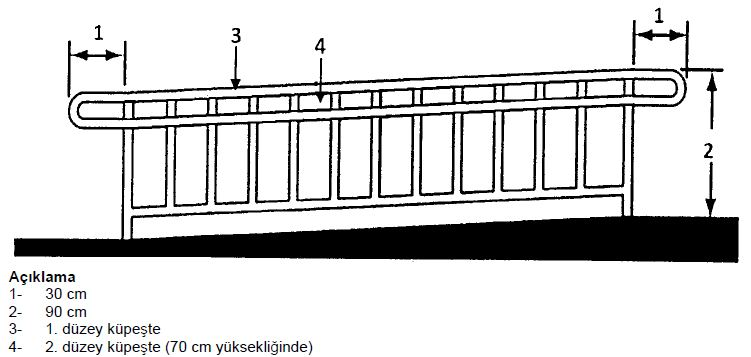 1
1
3
4
2
Açıklama
1- 30 cm
2- 90 cm
3- 1. düzey küpeşte
4- 2. düzey küpeşte (70 cm yüksekliğinde)